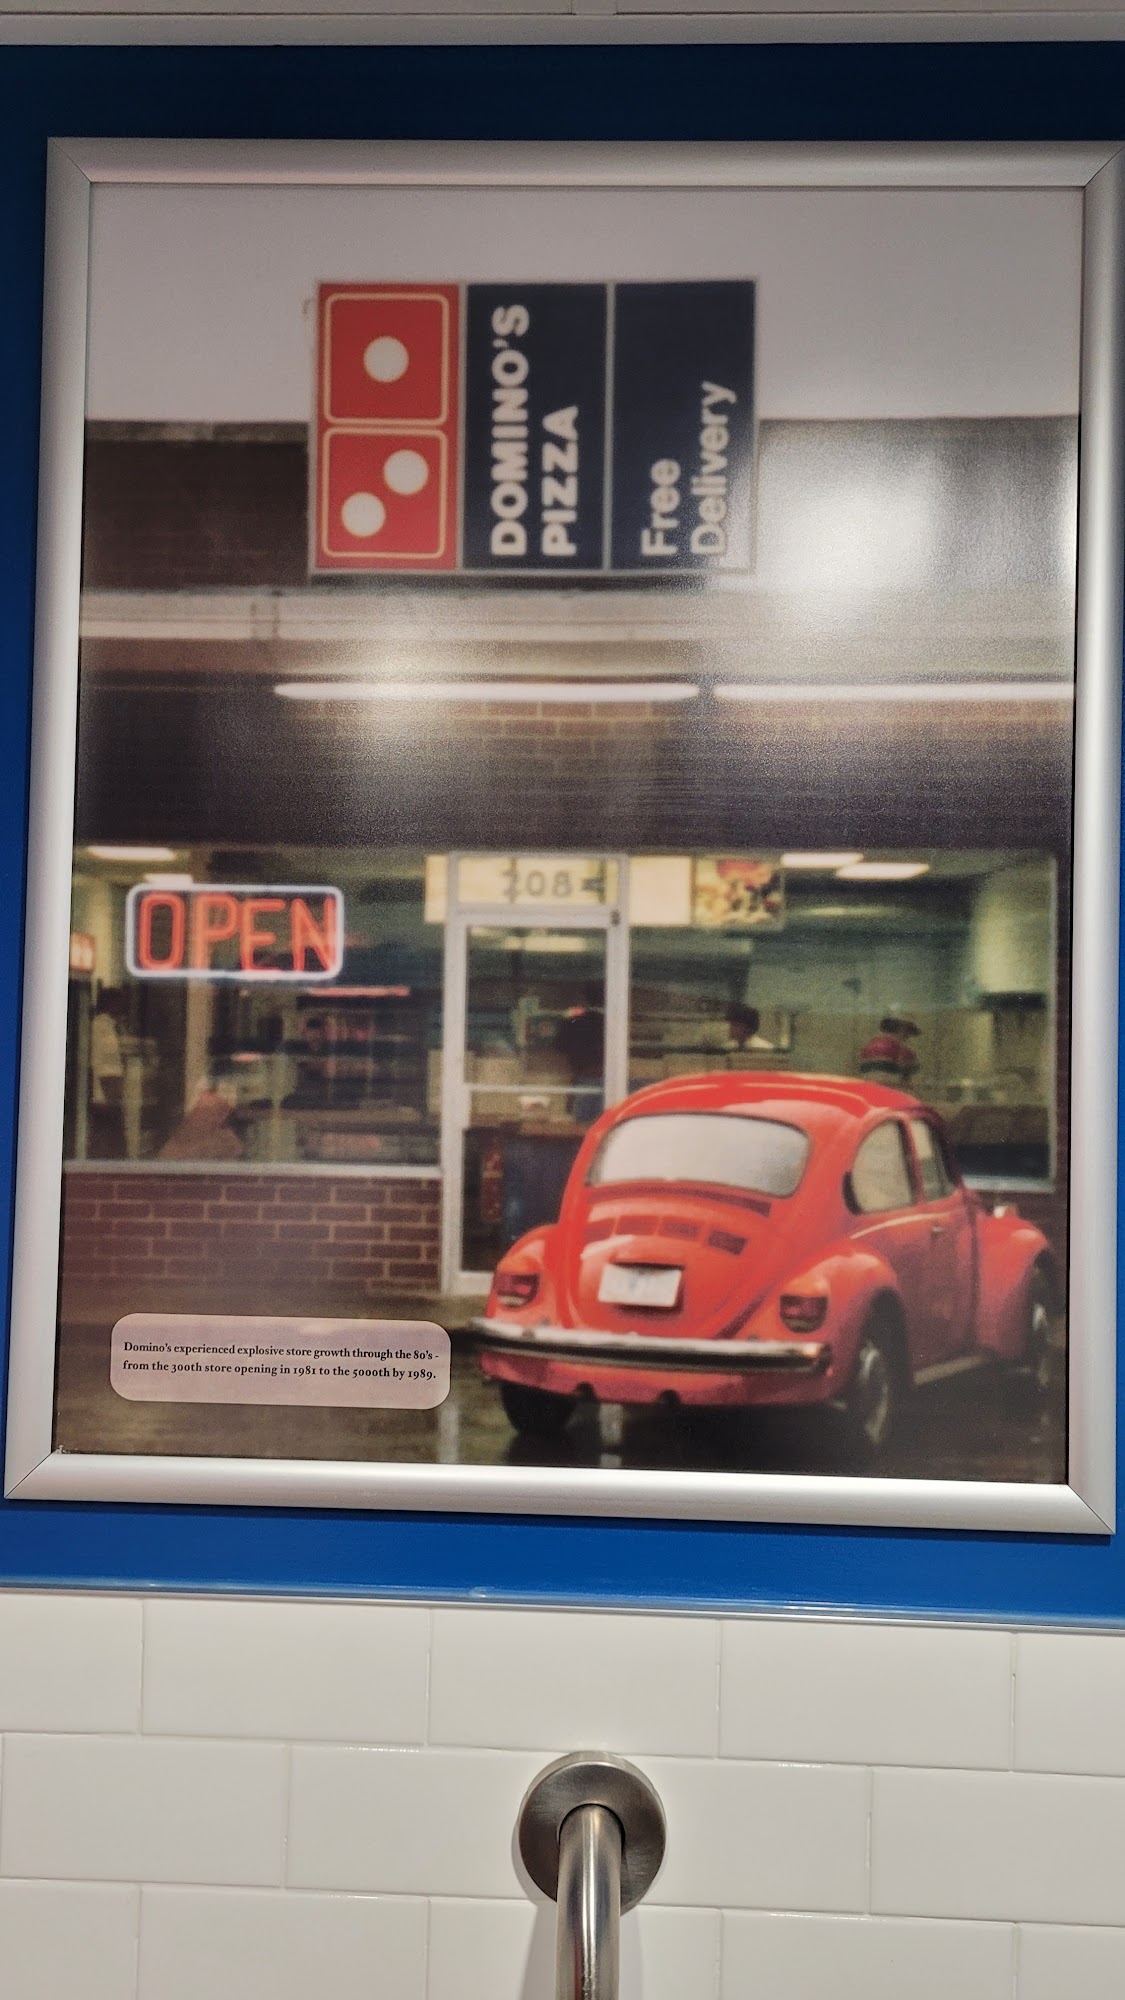 DOMINO'S
PIZZA
Free
Delivery
OPEN
208
Domino's experienced explosive store growth through the 80's -
from the 300th store opening in 1981 to the 5000th by 1989.